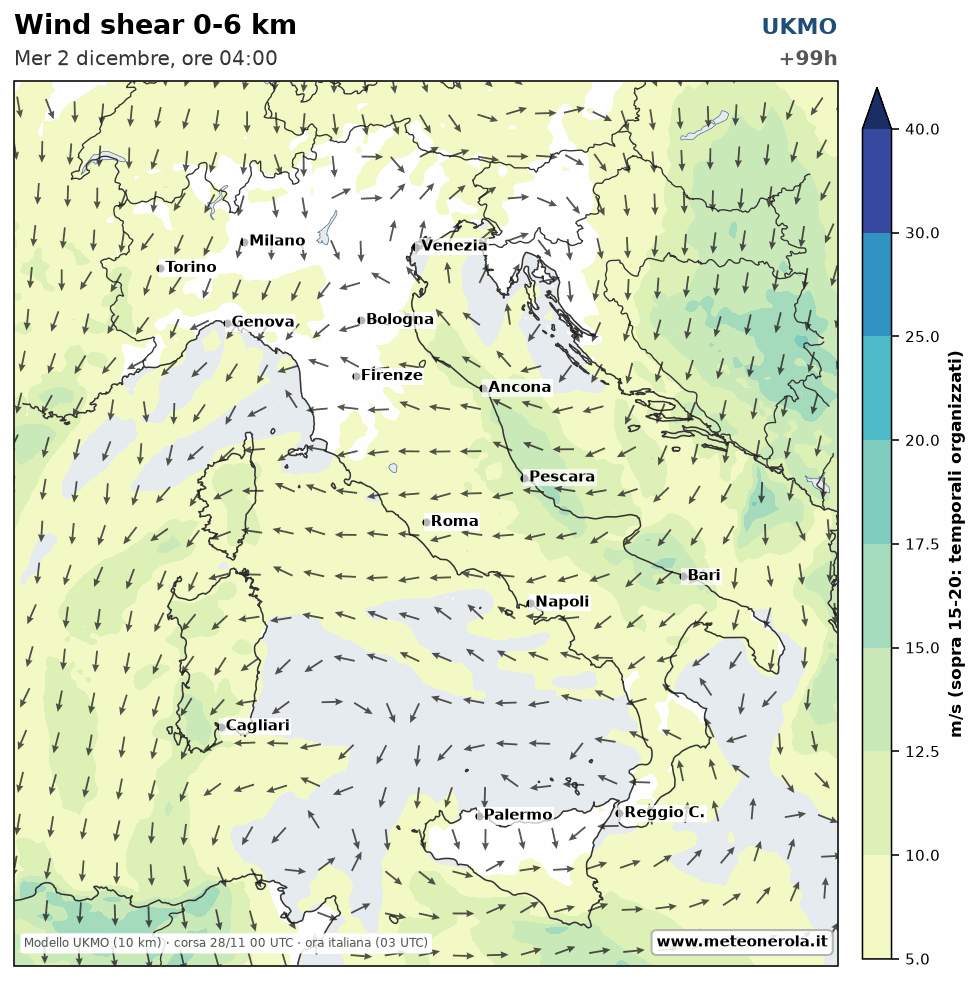 Wind shear 0-6 km
UKMO
Mer 2 dicembre, ore 04:00
+99h
40.0
30.0
25.0
20.0
17.5
15.0
12.5
10.0
5.0
m/s (sopra 15-20: temporali organizzati)
Milano
Venezia
Torino
Genova
Bologna
Firenze
Ancona
Pescara
Roma
Bari
Napoli
Cagliari
Palermo
Reggio C.
Modello UKMO (10 km) · corsa 28/11 00 UTC · ora italiana (03 UTC)
www.meteonerola.it